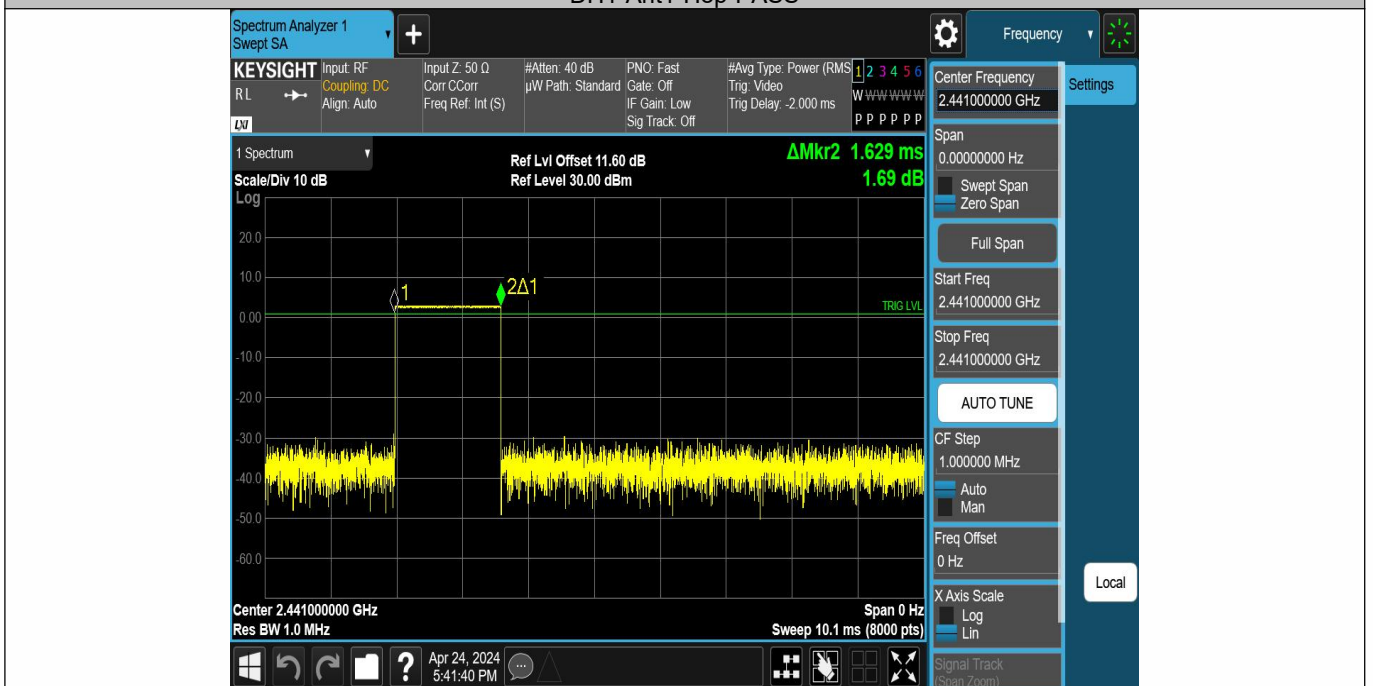 Spectrum Analyzer 1
Swept SA
Frequency
KEYSIGHT
RL
LXI
Input: RF
Coupling: DC
Align: Auto
Input Z: 50 Ω
Corr CCorr
Freq Ref: Int (S)
#Atten: 40 dB
µW Path: Standard
PNO: Fast
Gate: Off
IF Gain: Low
Sig Track: Off
#Avg Type: Power (RMS
Trig: Video
Trig Delay: -2.000 ms
1 2 3 4 5 6
W W W W W W
P P P P P P
1 Spectrum
Scale/Div 10 dB
Log
Ref Lvl Offset 11.60 dB
Ref Level 30.00 dBm
ΔMkr2 1.629 ms
1.69 dB
20.0
10.0
0.00
-10.0
-20.0
-30.0
-40.0
-50.0
-60.0
1
2Δ1
TRIG LVL
Center 2.441000000 GHz
Res BW 1.0 MHz
Span 0 Hz
Sweep 10.1 ms (8000 pts)
?
Apr 24, 2024
5:41:40 PM
Center Frequency
2.441000000 GHz
Settings
Span
0.00000000 Hz
Swept Span
Zero Span
Full Span
Start Freq
2.441000000 GHz
Stop Freq
2.441000000 GHz
AUTO TUNE
CF Step
1.000000 MHz
Auto
Man
Freq Offset
0 Hz
X Axis Scale
Log
Lin
Local
Signal Track
(Span Zoom)